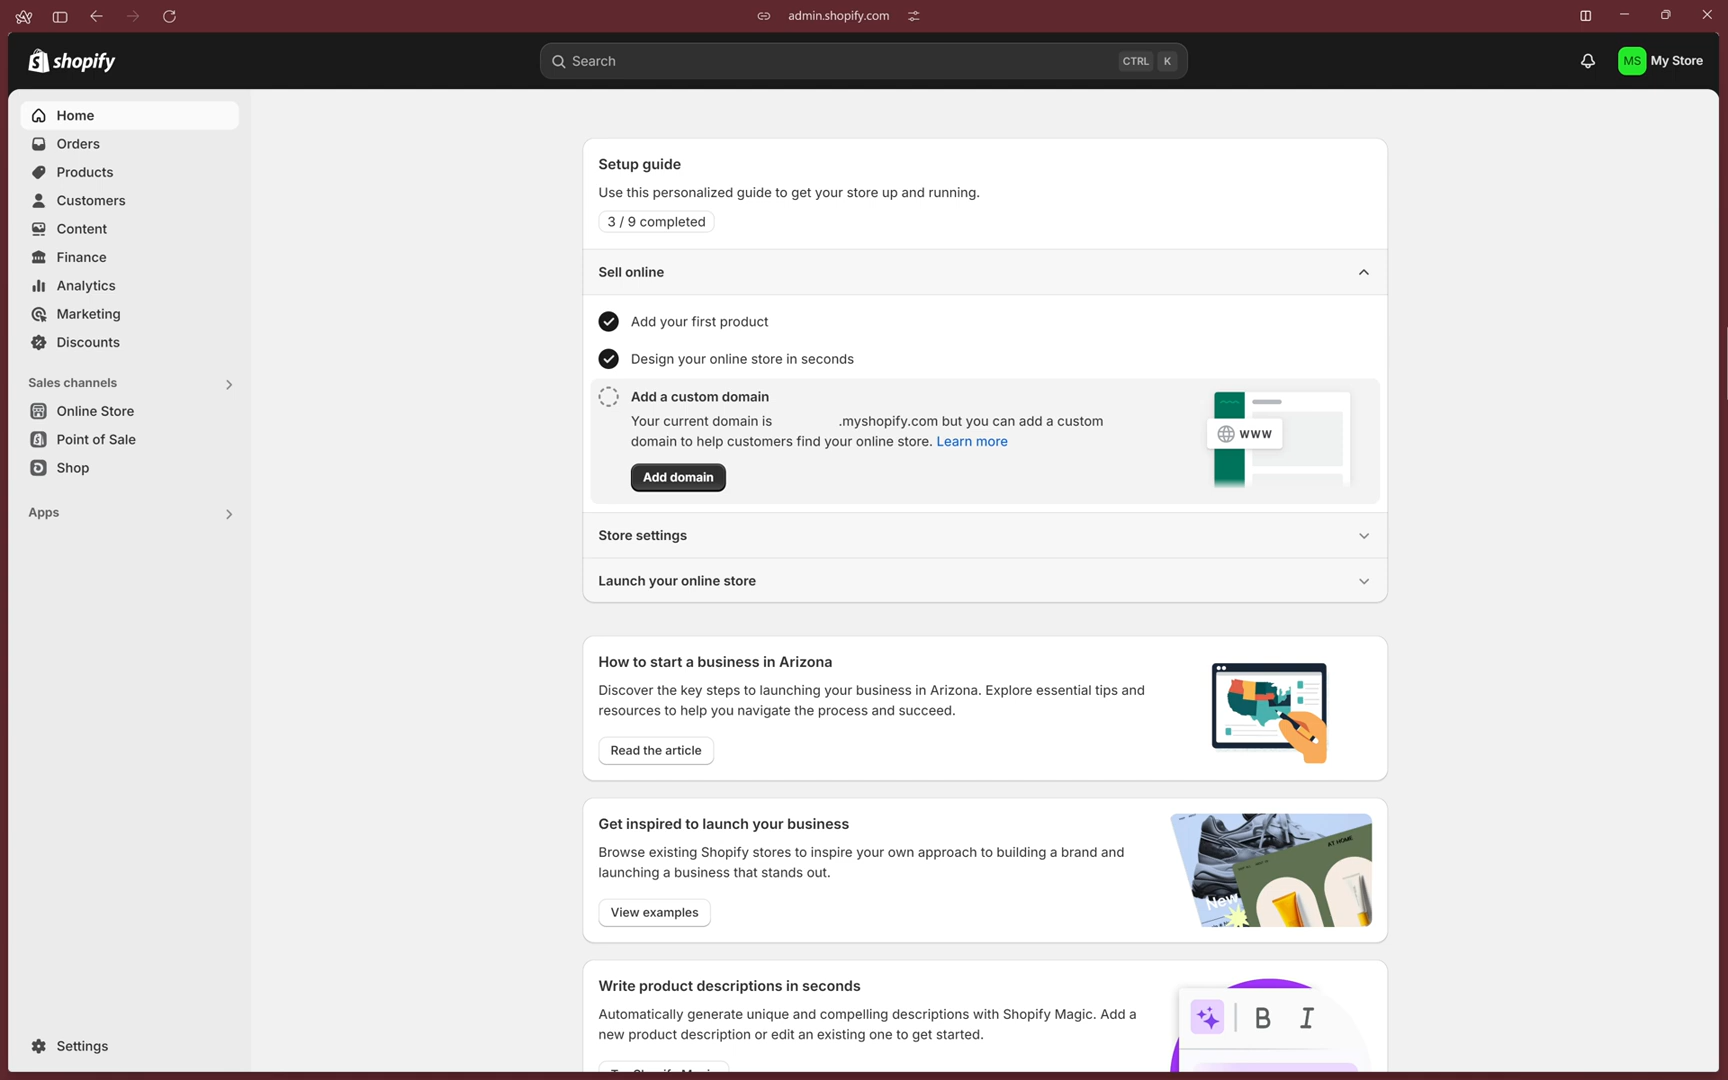 admin.shopify.com
shopify
Search
CTRL K
MS My Store
Home
Orders
Products
Customers
Content
Finance
Analytics
Marketing
Discounts
Sales channels
Online Store
Point of Sale
Shop
Apps
Settings
Setup guide
Use this personalized guide to get your store up and running.
3 / 9 completed
Sell online
Add your first product
Design your online store in seconds
Add a custom domain
Your current domain is .myshopify.com but you can add a custom
domain to help customers find your online store. Learn more
Add domain
www
Store settings
Launch your online store
How to start a business in Arizona
Discover the key steps to launching your business in Arizona. Explore essential tips and
resources to help you navigate the process and succeed.
Read the article
Get inspired to launch your business
Browse existing Shopify stores to inspire your own approach to building a brand and
launching a business that stands out.
View examples
AT HOME
New
Write product descriptions in seconds
Automatically generate unique and compelling descriptions with Shopify Magic. Add a
new product description or edit an existing one to get started.
B I